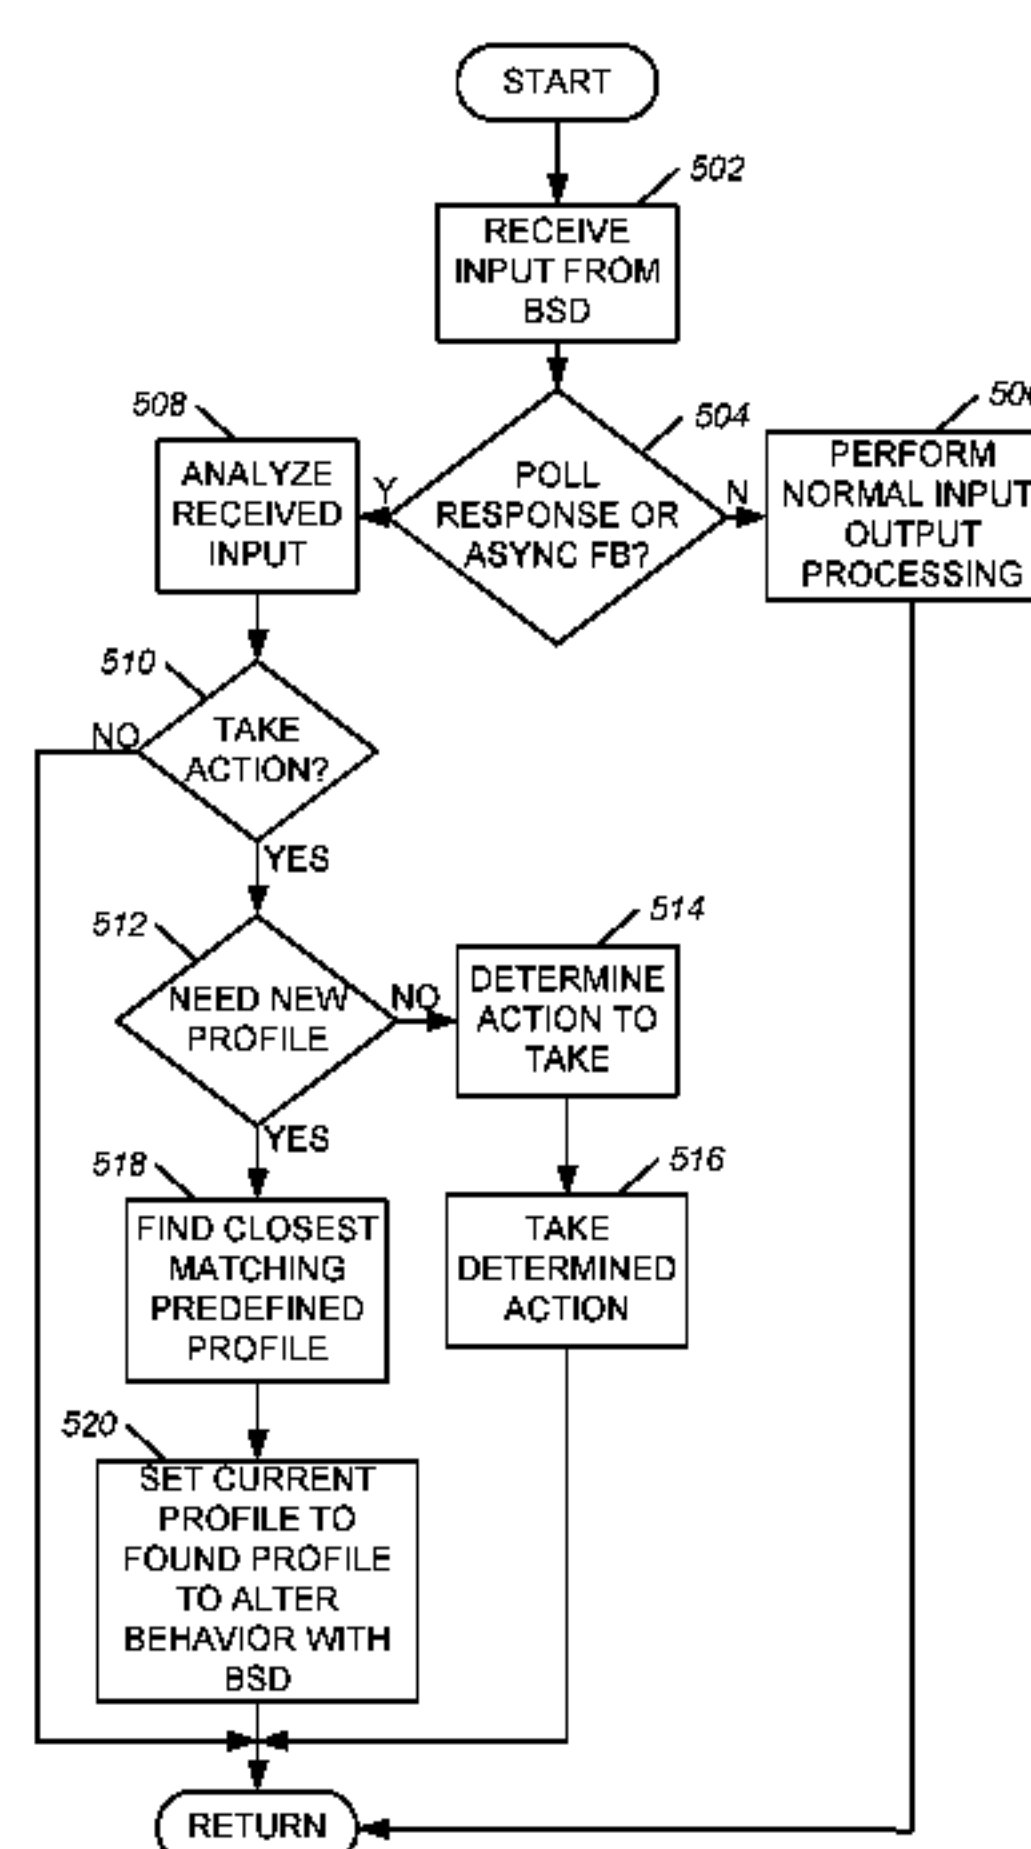 START
502
RECEIVE
INPUT FROM
BSD
508
504
ANALYZE
RECEIVED
INPUT
Y
POLL
RESPONSE OR
ASYNC FB?
N
PERFORM
NORMAL INPUT
OUTPUT
PROCESSING
510
NO
TAKE
ACTION?
YES
512
NEED NEW
PROFILE
NO
514
DETERMINE
ACTION TO
TAKE
YES
518
516
FIND CLOSEST
MATCHING
PREDEFINED
PROFILE
TAKE
DETERMINED
ACTION
520
SET CURRENT
PROFILE TO
FOUND PROFILE
TO ALTER
BEHAVIOR WITH
BSD
RETURN